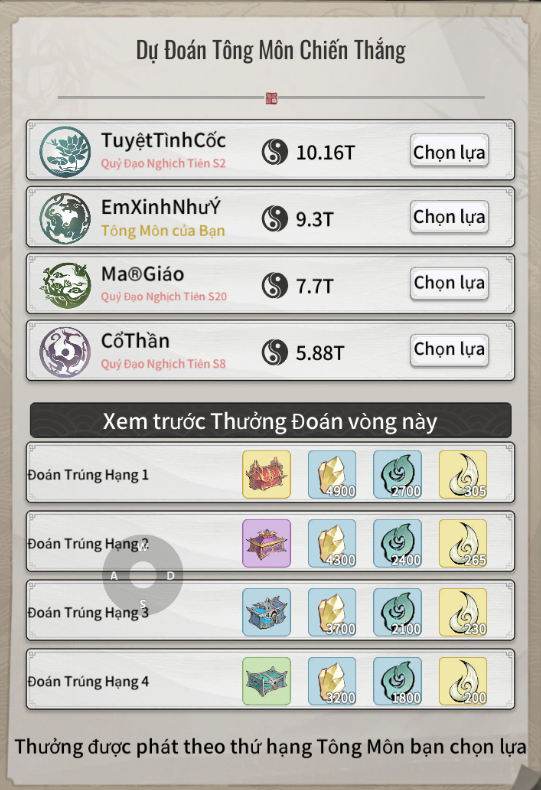 Dự Đoán Tông Môn Chiến Thắng
TuyệtTìnhCốc
Quỷ Đạo Nghịch Tiên S2
10.16T
Chọn lựa
EmXinhNhưÝ
Tông Môn của Bạn
9.3T
Chọn lựa
Ma®Giáo
Quỷ Đạo Nghịch Tiên S20
7.7T
Chọn lựa
CổThần
Quỷ Đạo Nghịch Tiên S8
5.88T
Chọn lựa
Xem trước Thưởng Đoán vòng này
Đoán Trúng Hạng 1
4900
2700
305
Đoán Trúng Hạng 2
4300
2400
265
W
A
D
S
Đoán Trúng Hạng 3
3700
2100
230
Đoán Trúng Hạng 4
3200
1800
200
Thưởng được phát theo thứ hạng Tông Môn bạn chọn lựa